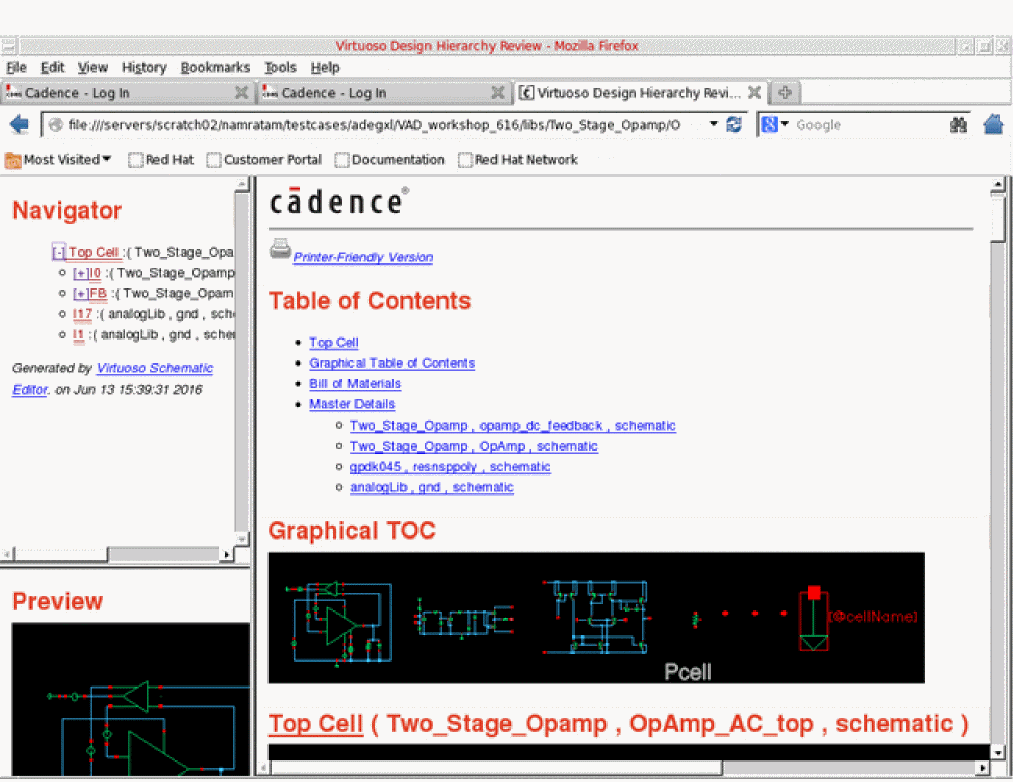 Virtuoso Design Hierarchy Review - Mozilla Firefox
File Edit View History Bookmarks Tools Help
Cadence - Log In
Cadence - Log In
Virtuoso Design Hierarchy Revi...
file:///servers/scratch02/namratam/testcases/adegxl/VAD_workshop_616/libs/Two_Stage_Opamp/O
Google
Most Visited Red Hat Customer Portal Documentation Red Hat Network
Navigator
[-] Top Cell :( Two_Stage_Opa
[+]I0 :( Two_Stage_Opamp
[+]FB :( Two_Stage_Opam
I17 :( analogLib , gnd , sch
I1 :( analogLib , gnd , sche
Generated by Virtuoso Schematic
Editor. on Jun 13 15:39:31 2016
Preview
cādence®
Printer-Friendly Version
Table of Contents
Top Cell
Graphical Table of Contents
Bill of Materials
Master Details
Two_Stage_Opamp , opamp_dc_feedback , schematic
Two_Stage_Opamp , OpAmp , schematic
gpdk045 , resnsppoly , schematic
analogLib , gnd , schematic
Graphical TOC
[@cellName]
Pcell
Top Cell ( Two_Stage_Opamp , OpAmp_AC_top , schematic )